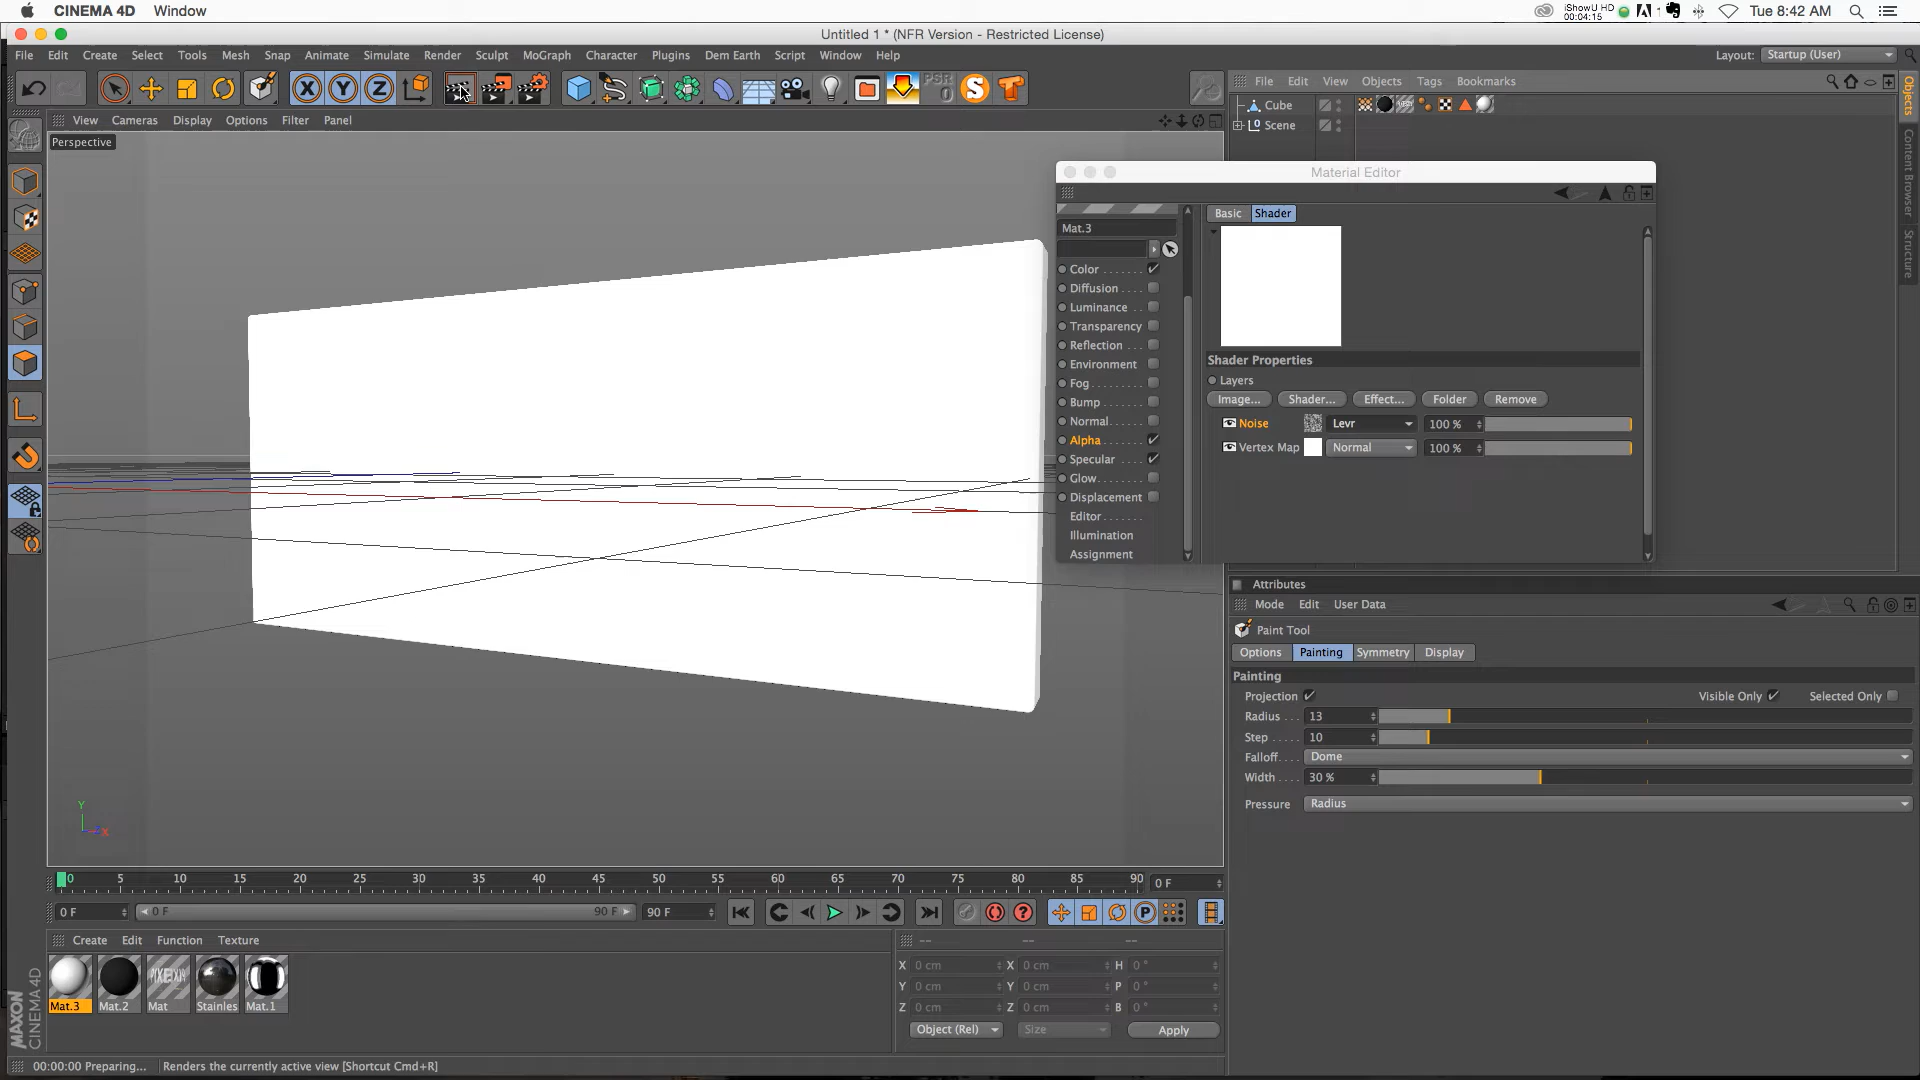 CINEMA 4D Window
iShowU HD
00:04:15
1
Tue 8:42 AM
Untitled 1 * (NFR Version - Restricted License)
File Edit Create Select Tools Mesh Snap Animate Simulate Render Sculpt MoGraph Character Plugins Dem Earth Script Window Help
Layout: Startup (User)
X Y Z
PSR
0
S
File Edit View Objects Tags Bookmarks
Objects
Content Browser
Structure
Cube
Scene
View Cameras Display Options Filter Panel
Perspective
Y
X
Material Editor
Mat.3
Color
Diffusion
Luminance
Transparency
Reflection
Environment
Fog
Bump
Normal
Alpha
Specular
Glow
Displacement
Editor
Illumination
Assignment
Basic Shader
Shader Properties
Layers
Image... Shader... Effect... Folder Remove
Noise Levr 100 %
Vertex Map Normal 100 %
Attributes
Mode Edit User Data
Paint Tool
Options Painting Symmetry Display
Painting
Projection Visible Only Selected Only
Radius 13
Step 10
Falloff Dome
Width 30 %
Pressure Radius
0 5 10 15 20 25 30 35 40 45 50 55 60 65 70 75 80 85 90 0 F
0 F 0 F 90 F 90 F
P
Create Edit Function Texture
Mat.3 Mat.2 Mat Stainles Mat.1
-- -- --
X 0 cm X 0 cm H 0 °
Y 0 cm Y 0 cm P 0 °
Z 0 cm Z 0 cm B 0 °
Object (Rel) Size Apply
MAXON
CINEMA 4D
00:00:00 Preparing... Renders the currently active view [Shortcut Cmd+R]